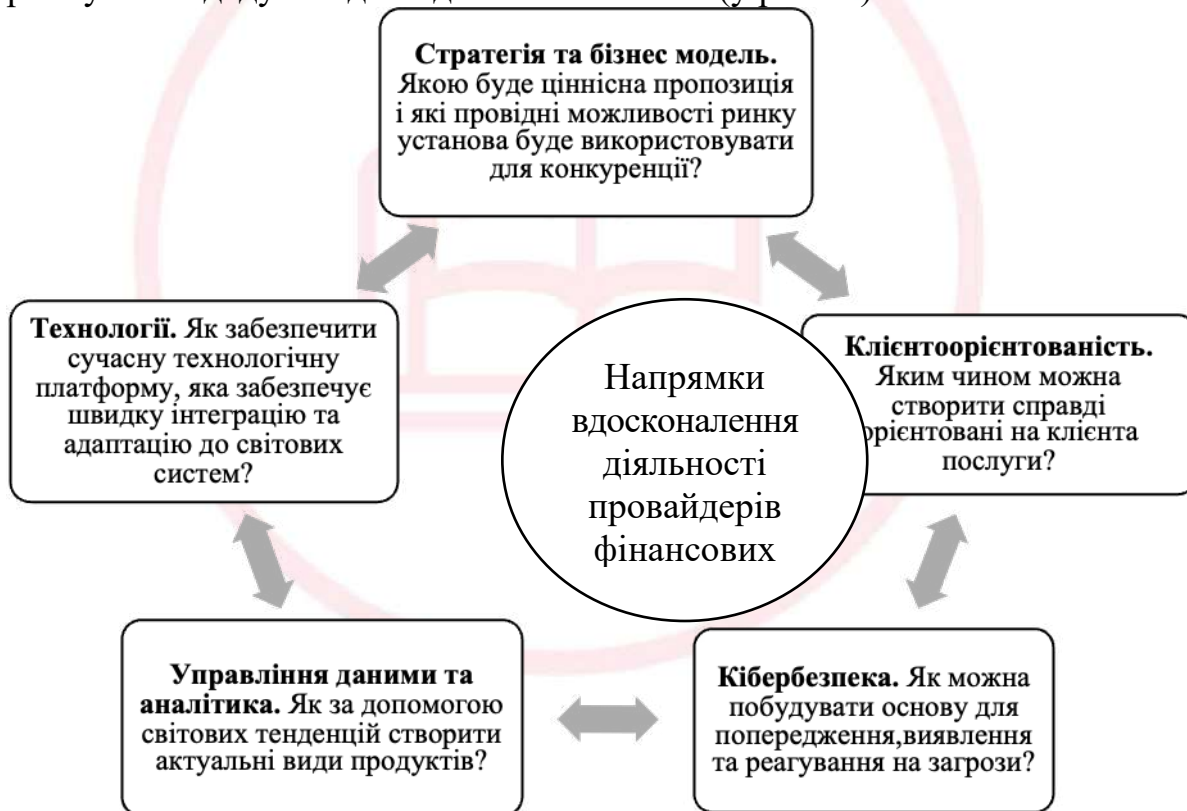 Стратегія та бізнес модель.
Якою буде ціннісна пропозиція
і які провідні можливості ринку
установа буде використовувати
для конкуренції?
Технології. Як забезпечити
сучасну технологічну
платформу, яка забезпечує
швидку інтеграцію та
адаптацію до світових
систем?
Напрямки
вдосконалення
діяльності
провайдерів
фінансових
Клієнтоорієнтованість.
Яким чином можна
створити справді
орієнтовані на клієнта
послуги?
Управління даними та
аналітика. Як за допомогою
світових тенденцій створити
актуальні види продуктів?
Кібербезпека. Як можна
побудувати основу для
попередження,виявлення
та реагування на загрози?